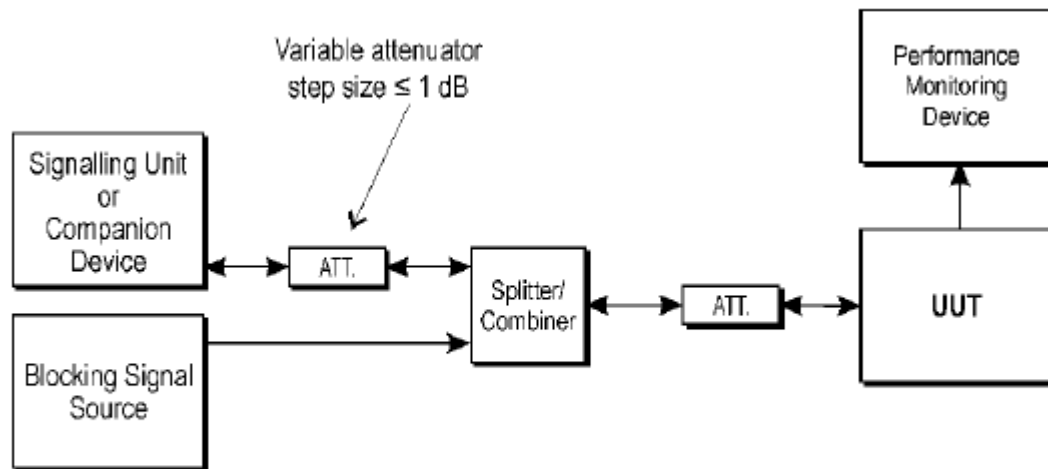 Variable attenuator
step size ≤ 1 dB
Performance
Monitoring
Device
Signalling Unit
or
Companion
Device
ATT.
Splitter/
Combiner
ATT.
UUT
Blocking Signal
Source